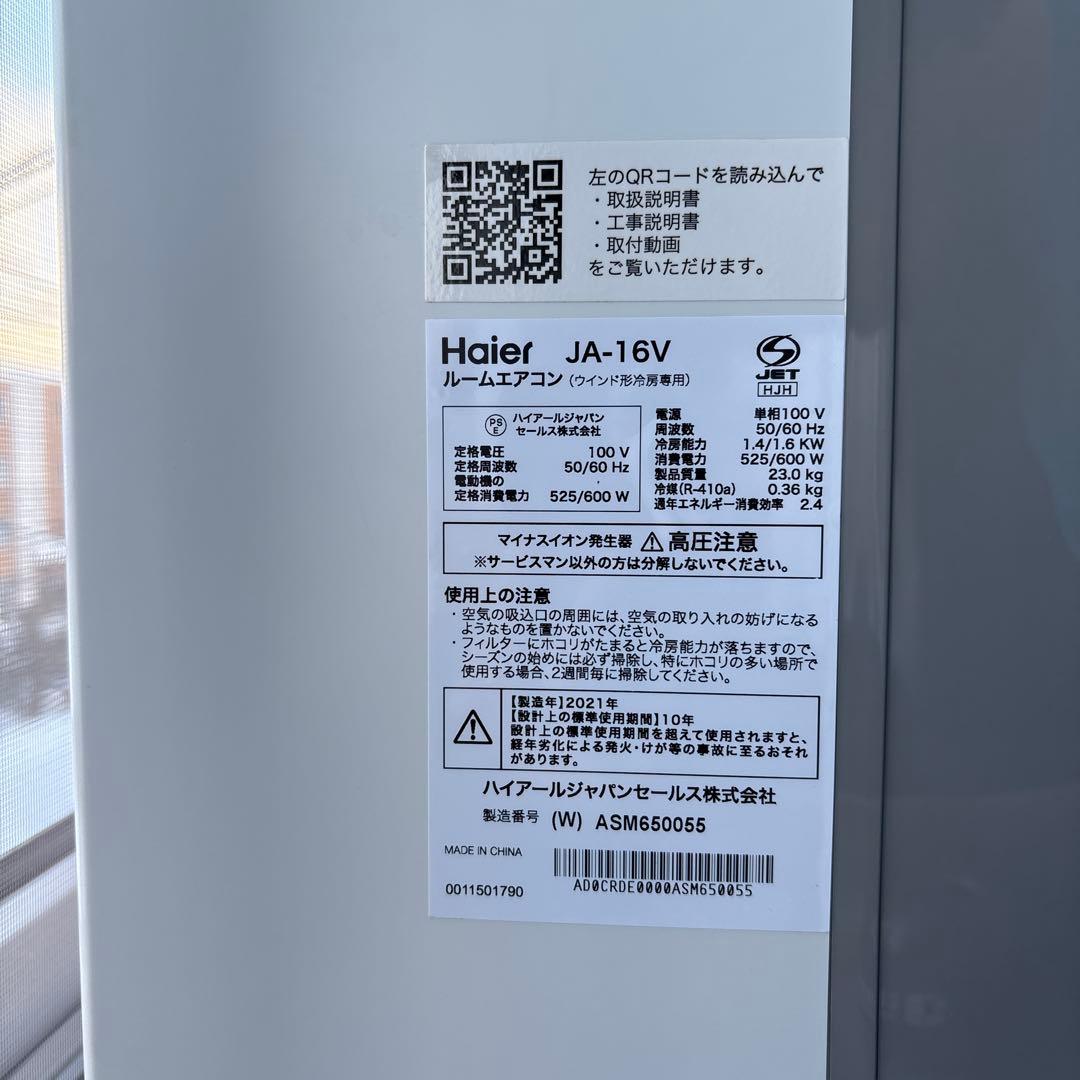 左のQRコードを読み込んで
・取扱説明書
・工事説明書
・取付動画
をご覧いただけます。
Haier JA-16V
ルームエアコン（ウインド形冷房専用）
S
JET
HJH
PS
E
ハイアールジャパン
セールス株式会社
定格電圧 100 V
定格周波数 50/60 Hz
電動機の
定格消費電力 525/600 W
電源 単相100 V
周波数 50/60 Hz
冷房能力 1.4/1.6 KW
消費電力 525/600 W
製品質量 23.0 kg
冷媒(R-410a) 0.36 kg
通年エネルギー消費効率 2.4
マイナスイオン発生器 ⚠高圧注意
※サービスマン以外の方は分解しないでください。
使用上の注意
・空気の吸込口の周囲には、空気の取り入れの妨げになる
ようなものを置かないでください。
・フィルターにホコリがたまると冷房能力が落ちますので、
シーズンの始めには必ず掃除し、特にホコリの多い場所で
使用する場合、2週間毎に掃除してください。
【製造年】2021年
【設計上の標準使用期間】10年
設計上の標準使用期間を超えて使用されますと、
経年劣化による発火・けが等の事故に至るおそれ
があります。
ハイアールジャパンセールス株式会社
製造番号 (W) ASM650055
MADE IN CHINA
0011501790
AD0CRDE0000ASM650055